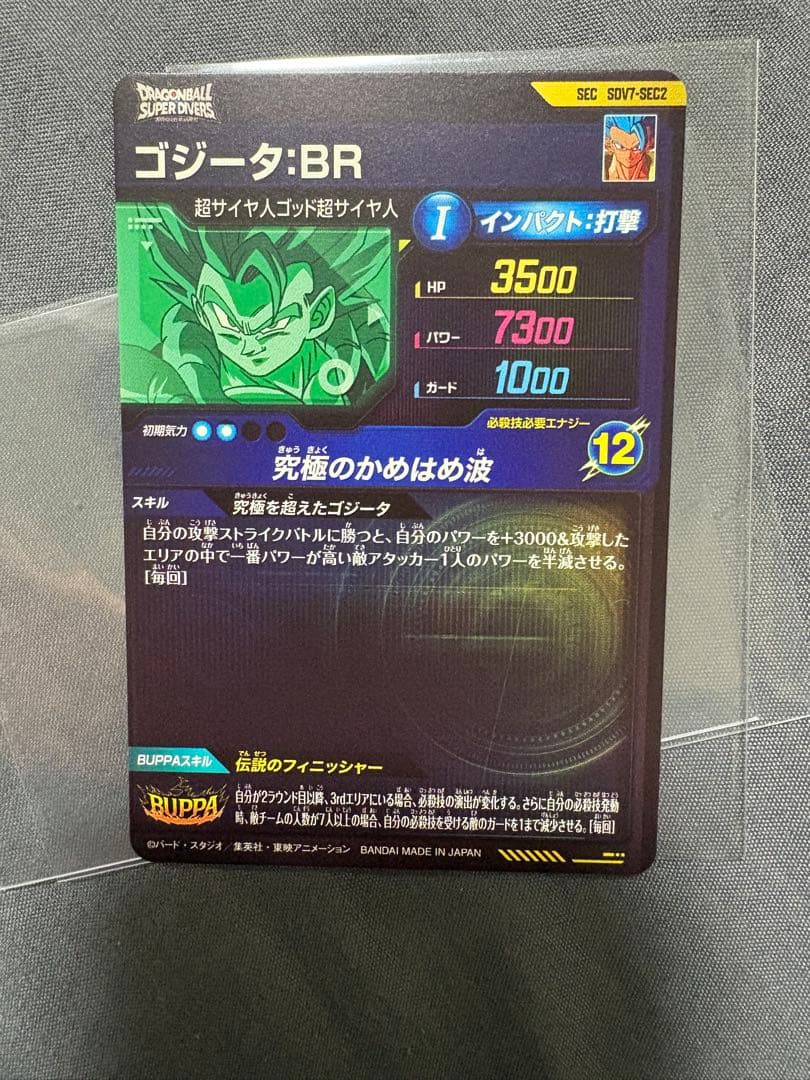 DRAGONBALL
SUPER DIVERS
SEC SDV7-SEC2
ゴジータ:BR
超サイヤ人ゴッド超サイヤ人
I インパクト:打撃
HP 3500
パワー 7300
ガード 1000
初期気力
必殺技必要エナジー
12
究極のかめはめ波
スキル 究極を超えたゴジータ
自分の攻撃ストライクバトルに勝つと、自分のパワーを+3000&攻撃した
エリアの中で一番パワーが高い敵アタッカー1人のパワーを半減させる。
[毎回]
BUPPAスキル 伝説のフィニッシャー
BUPPA
自分が2ラウンド目以降、3rdエリアにいる場合、必殺技の演出が変化する。さらに自分の必殺技発動
時、敵チームの人数が7人以上の場合、自分の必殺技を受ける敵のガードを1まで減少させる。[毎回]
©バード・スタジオ/集英社・東映アニメーション BANDAI MADE IN JAPAN